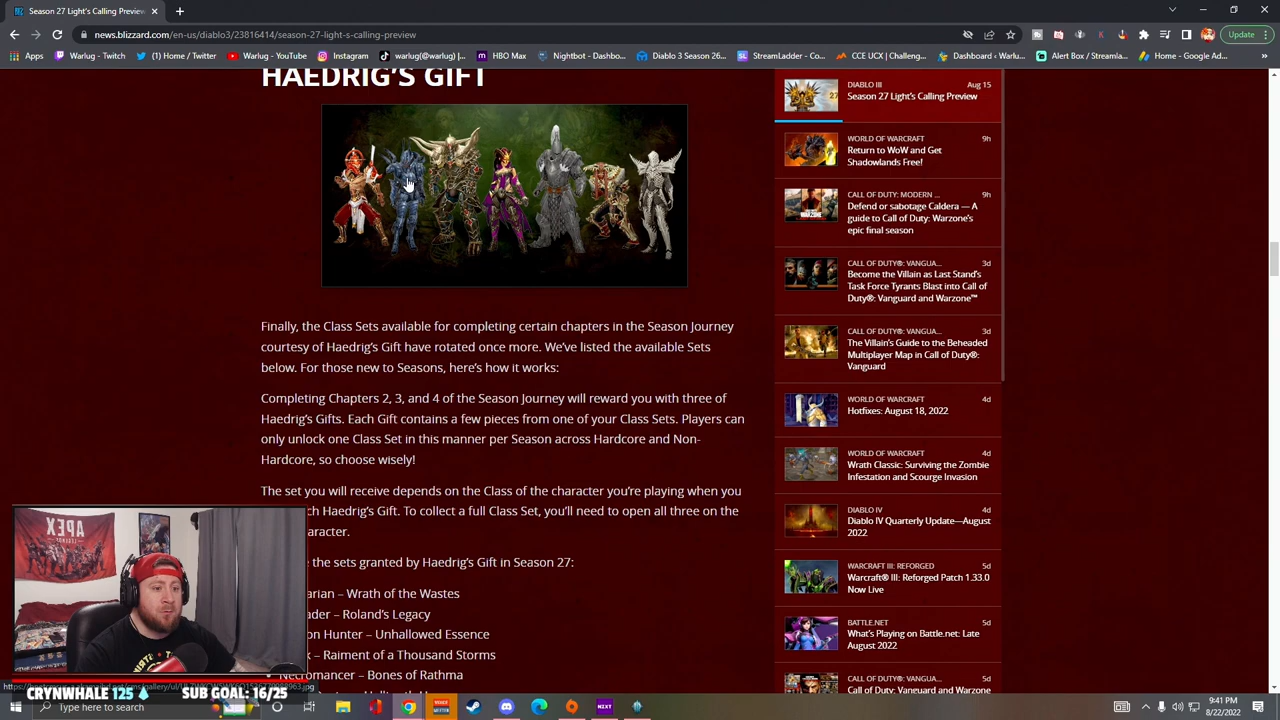 Season 27 Light's Calling Previ
news.blizzard.com/en-us/diablo3/23816414/season-27-light-s-calling-preview
Update
Apps
Warlug - Twitch
(1) Home / Twitter
Warlug - YouTube
Instagram
warlug(@warlug) |...
HBO Max
Nightbot - Dashbo...
Diablo 3 Season 26...
StreamLadder - Cr...
CCE UCX | Challeng...
Dashboard ‹ Warlu...
Alert Box / Streamla...
Home - Google Ad...
HAEDRIG'S GIFT
Finally, the Class Sets available for completing certain chapters in the Season Journey
courtesy of Haedrig's Gift have rotated once more. We've listed the available Sets
below. For those new to Seasons, here's how it works:
Completing Chapters 2, 3, and 4 of the Season Journey will reward you with three of
Haedrig's Gifts. Each Gift contains a few pieces from one of your Class Sets. Players can
only unlock one Class Set in this manner per Season across Hardcore and Non-
Hardcore, so choose wisely!
The set you will receive depends on the Class of the character you're playing when you
ch Haedrig's Gift. To collect a full Class Set, you'll need to open all three on the
aracter.
the sets granted by Haedrig's Gift in Season 27:
arian – Wrath of the Wastes
ader – Roland's Legacy
on Hunter – Unhallowed Essence
k – Raiment of a Thousand Storms
Necromancer – Bones of Rathma
DIABLO III
Aug 15
Season 27 Light's Calling Preview
WORLD OF WARCRAFT
9h
Return to WoW and Get
Shadowlands Free!
CALL OF DUTY: MODERN ...
9h
Defend or sabotage Caldera — A
guide to Call of Duty: Warzone's
epic final season
CALL OF DUTY®: VANGUA...
3d
Become the Villain as Last Stand's
Task Force Tyrants Blast into Call of
Duty®: Vanguard and Warzone™
CALL OF DUTY®: VANGUA...
3d
The Villain's Guide to the Beheaded
Multiplayer Map in Call of Duty®:
Vanguard
WORLD OF WARCRAFT
4d
Hotfixes: August 18, 2022
WORLD OF WARCRAFT
4d
Wrath Classic: Surviving the Zombie
Infestation and Scourge Invasion
DIABLO IV
4d
Diablo IV Quarterly Update—August
2022
WARCRAFT III: REFORGED
5d
Warcraft® III: Reforged Patch 1.33.0
Now Live
BATTLE.NET
5d
What's Playing on Battle.net: Late
August 2022
CALL OF DUTY®: VANGUA...
5d
Call of Duty: Vanguard and Warzone
APEX
CRYNWHALE 125
SUB GOAL: 16/25
Type here to search
NZXT
9:41 PM
8/22/2022